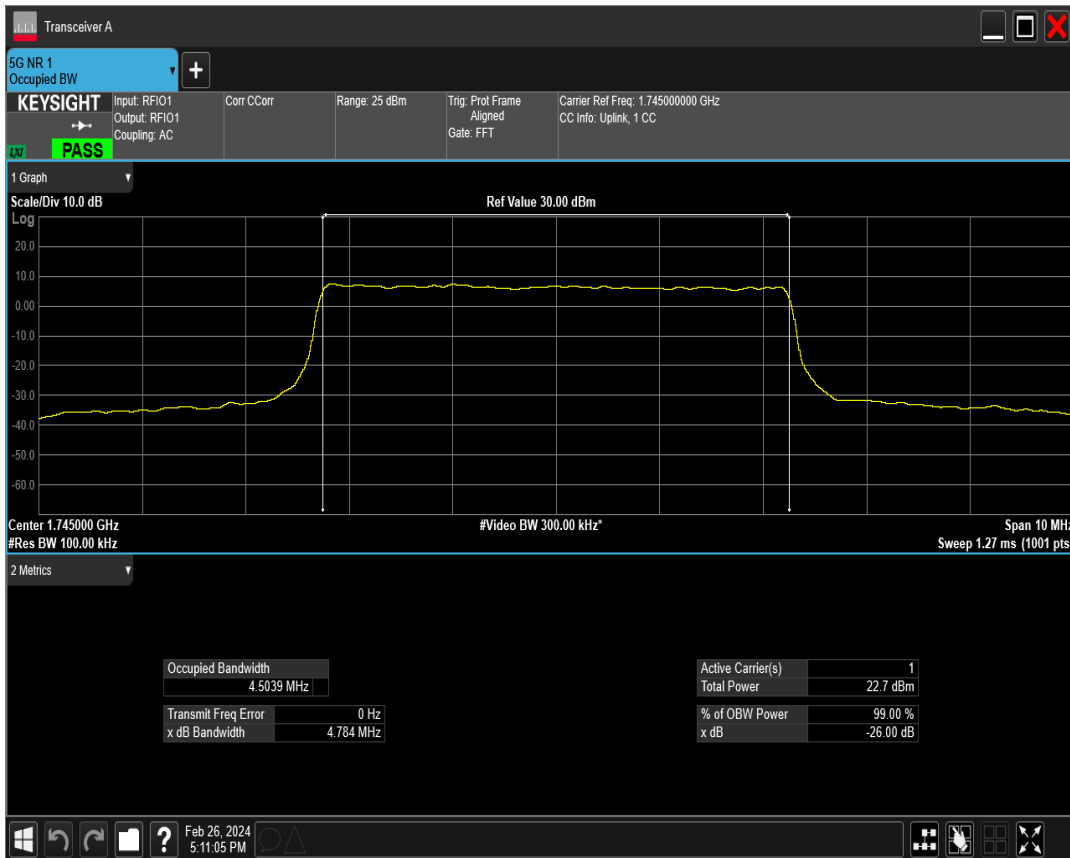 Transceiver A
5G NR 1
Occupied BW
+
KEYSIGHT
LXI
PASS
Input: RFIO1
Output: RFIO1
Coupling: AC
Corr CCorr
Range: 25 dBm
Trig: Prot Frame
Aligned
Gate: FFT
Carrier Ref Freq: 1.745000000 GHz
CC Info: Uplink, 1 CC
1 Graph
Scale/Div 10.0 dB
Ref Value 30.00 dBm
Log
20.0
10.0
0.00
-10.0
-20.0
-30.0
-40.0
-50.0
-60.0
Center 1.745000 GHz
#Video BW 300.00 kHz*
Span 10 MHz
#Res BW 100.00 kHz
Sweep 1.27 ms (1001 pts
2 Metrics
Occupied Bandwidth
4.5039 MHz
Transmit Freq Error 0 Hz
x dB Bandwidth 4.784 MHz
Active Carrier(s) 1
Total Power 22.7 dBm
% of OBW Power 99.00 %
x dB -26.00 dB
?
Feb 26, 2024
5:11:05 PM